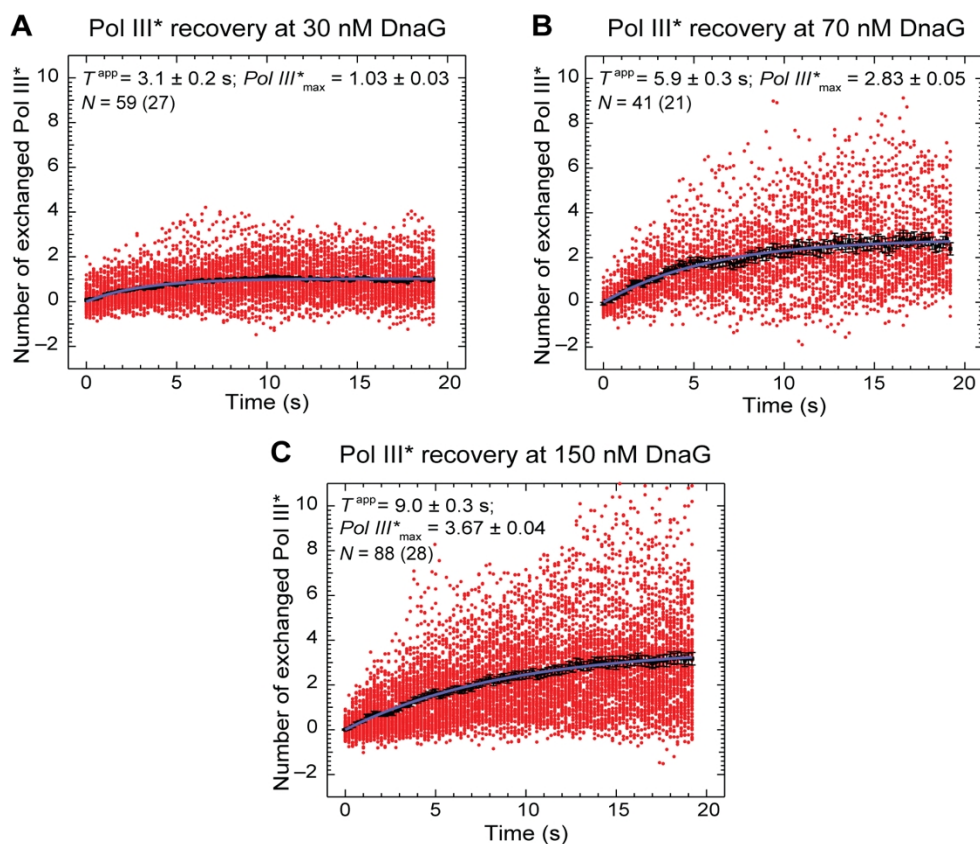 A
Pol III* recovery at 30 nM DnaG
T^app = 3.1 ± 0.2 s; Pol III*_max = 1.03 ± 0.03
N = 59 (27)
Number of exchanged Pol III*
10
8
6
4
2
0
–2
0
5
10
15
20
Time (s)
B
Pol III* recovery at 70 nM DnaG
T^app = 5.9 ± 0.3 s; Pol III*_max = 2.83 ± 0.05
N = 41 (21)
Number of exchanged Pol III*
10
8
6
4
2
0
–2
0
5
10
15
20
Time (s)
C
Pol III* recovery at 150 nM DnaG
T^app = 9.0 ± 0.3 s;
Pol III*_max = 3.67 ± 0.04
N = 88 (28)
Number of exchanged Pol III*
10
8
6
4
2
0
–2
0
5
10
15
20
Time (s)